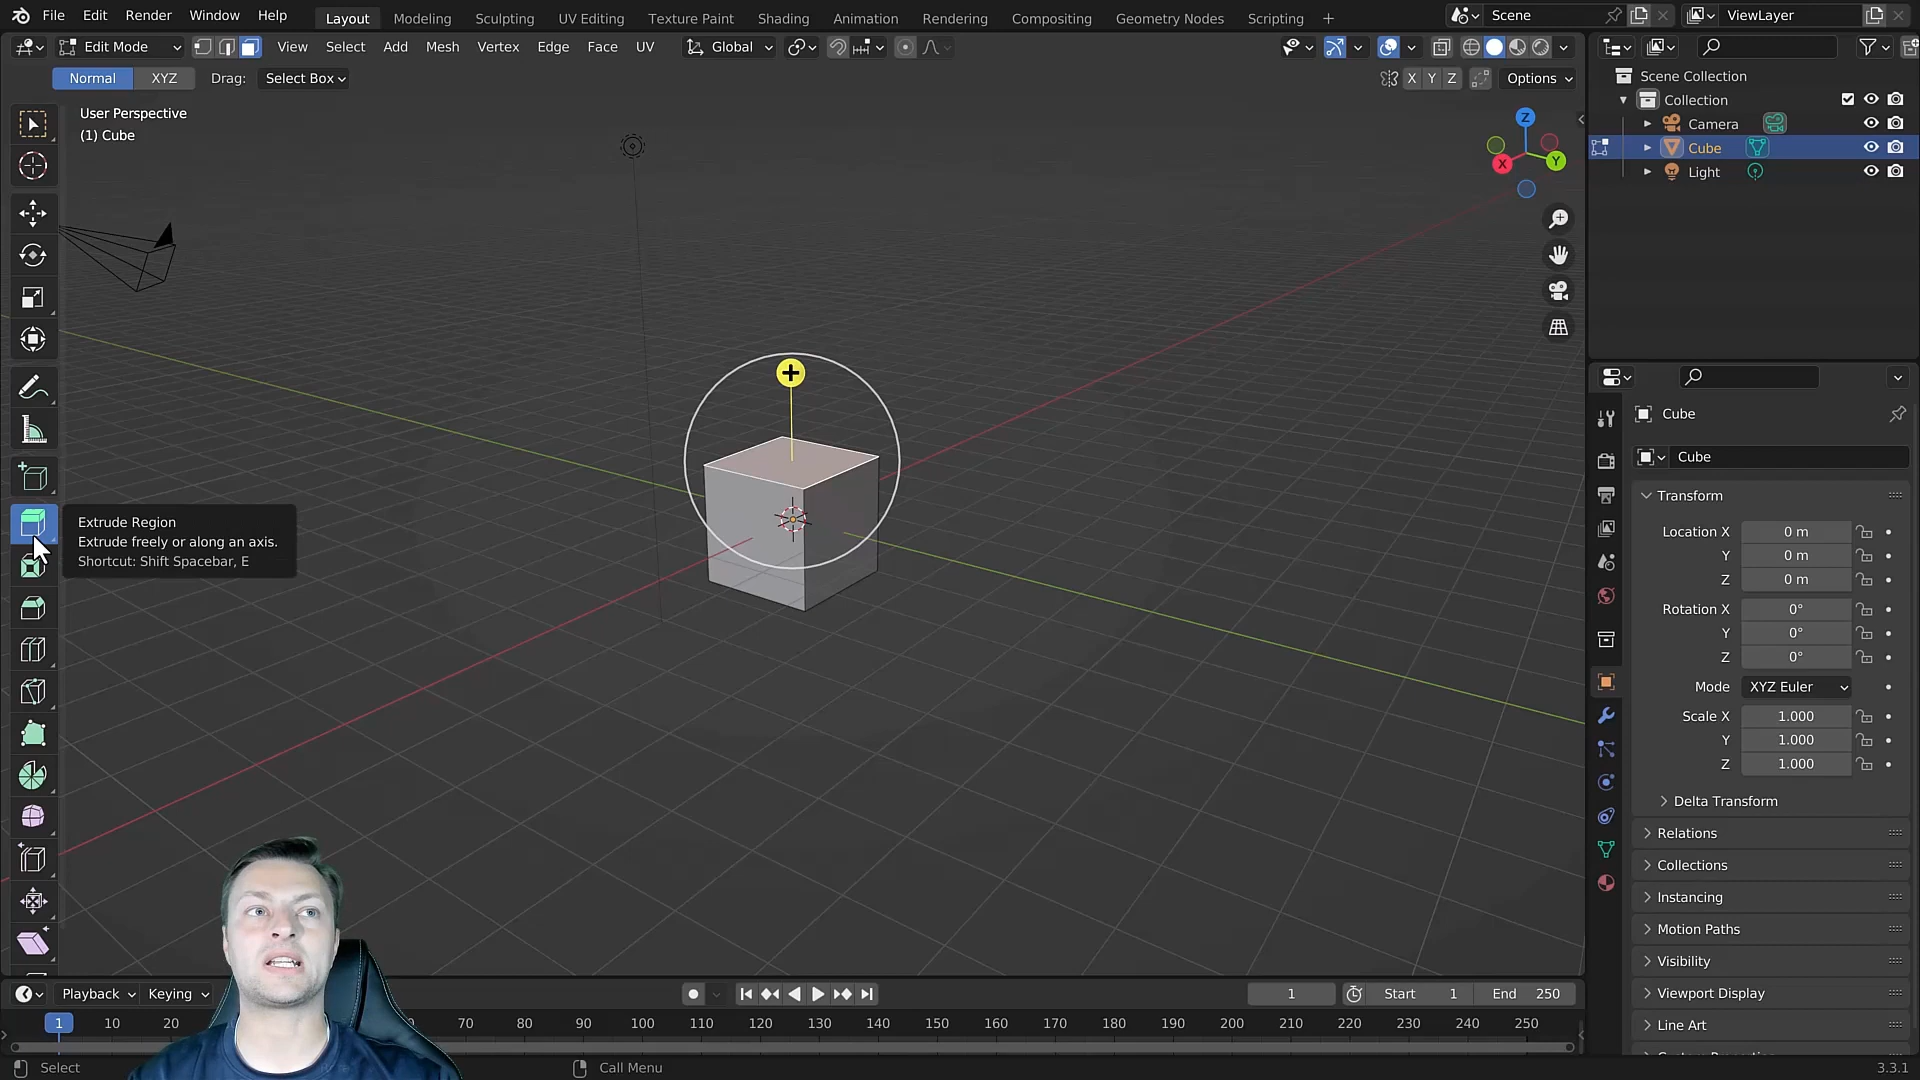 File Edit Render Window Help Layout Modeling Sculpting UV Editing Texture Paint Shading Animation Rendering Compositing Geometry Nodes Scripting + Scene ViewLayer
Edit Mode View Select Add Mesh Vertex Edge Face UV Global
Normal XYZ Drag: Select Box X Y Z Options
User Perspective
(1) Cube
Z
Y
X
Extrude Region
Extrude freely or along an axis.
Shortcut: Shift Spacebar, E
Scene Collection
Collection
Camera
Cube
Light
Cube
Cube
Transform
Location X 0 m
Y 0 m
Z 0 m
Rotation X 0°
Y 0°
Z 0°
Mode XYZ Euler
Scale X 1.000
Y 1.000
Z 1.000
Delta Transform
Relations
Collections
Instancing
Motion Paths
Visibility
Viewport Display
Line Art
Playback Keying 1 Start 1 End 250
1 10 20 70 80 90 100 110 120 130 140 150 160 170 180 190 200 210 220 230 240 250
Select Call Menu 3.3.1